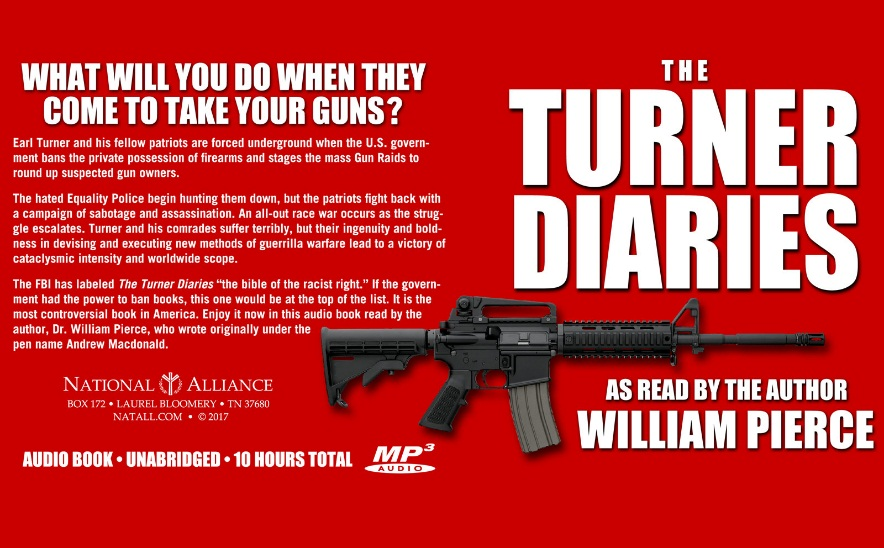 WHAT WILL YOU DO WHEN THEY
COME TO TAKE YOUR GUNS?
Earl Turner and his fellow patriots are forced underground when the U.S. govern-
ment bans the private possession of firearms and stages the mass Gun Raids to
round up suspected gun owners.
The hated Equality Police begin hunting them down, but the patriots fight back with
a campaign of sabotage and assassination. An all-out race war occurs as the strug-
gle escalates. Turner and his comrades suffer terribly, but their ingenuity and bold-
ness in devising and executing new methods of guerrilla warfare lead to a victory of
cataclysmic intensity and worldwide scope.
The FBI has labeled The Turner Diaries “the bible of the racist right.” If the govern-
ment had the power to ban books, this one would be at the top of the list. It is the
most controversial book in America. Enjoy it now in this audio book read by the
author, Dr. William Pierce, who wrote originally under the
pen name Andrew Macdonald.
NATIONAL ALLIANCE
BOX 172 • LAUREL BLOOMERY • TN 37680
NATALL.COM • © 2017
AUDIO BOOK • UNABRIDGED • 10 HOURS TOTAL
MP3
AUDIO
THE
TURNER
DIARIES
AS READ BY THE AUTHOR
WILLIAM PIERCE